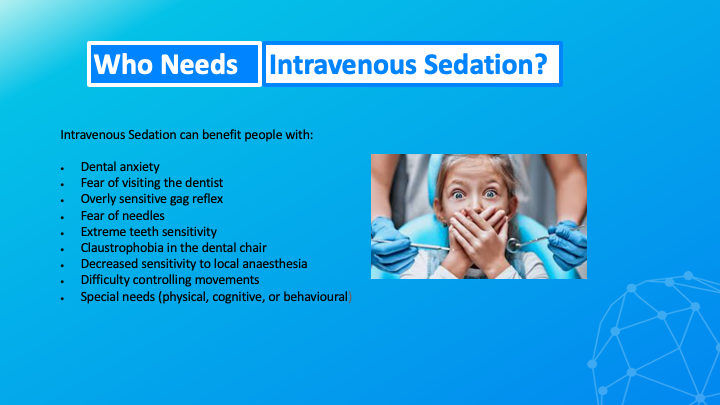 Who Needs Intravenous Sedation?
Intravenous Sedation can benefit people with:
• Dental anxiety
• Fear of visiting the dentist
• Overly sensitive gag reflex
• Fear of needles
• Extreme teeth sensitivity
• Claustrophobia in the dental chair
• Decreased sensitivity to local anaesthesia
• Difficulty controlling movements
• Special needs (physical, cognitive, or behavioural)